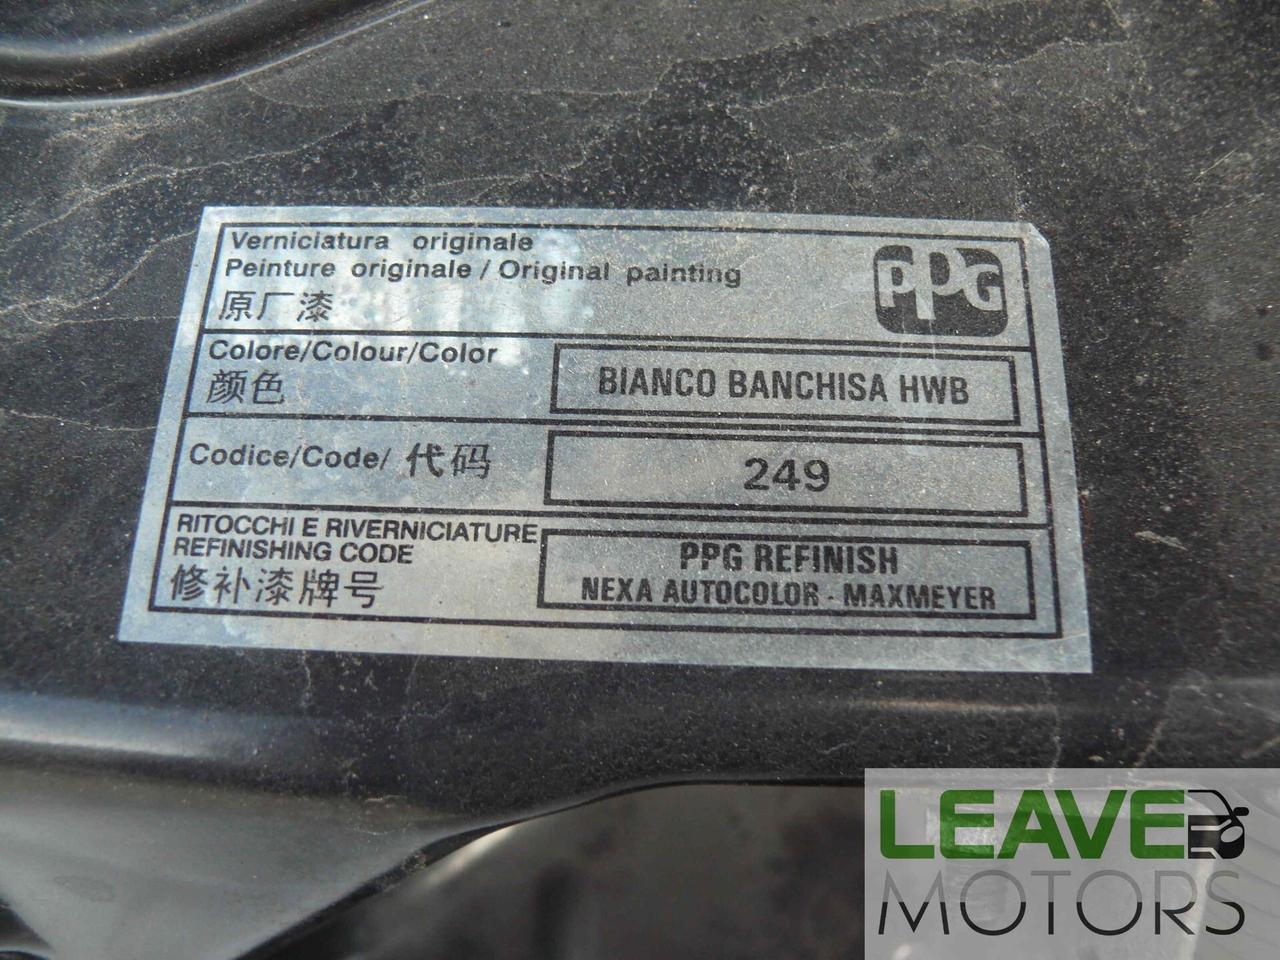 Verniciatura originale
Peinture originale / Original painting
原厂漆
PPG
Colore/Colour/Color
颜色
BIANCO BANCHISA HWB
Codice/Code/ 代码
249
RITOCCHI E RIVERNICIATURE
REFINISHING CODE
修补漆牌号
PPG REFINISH
NEXA AUTOCOLOR - MAXMEYER
LEAVE
MOTORS